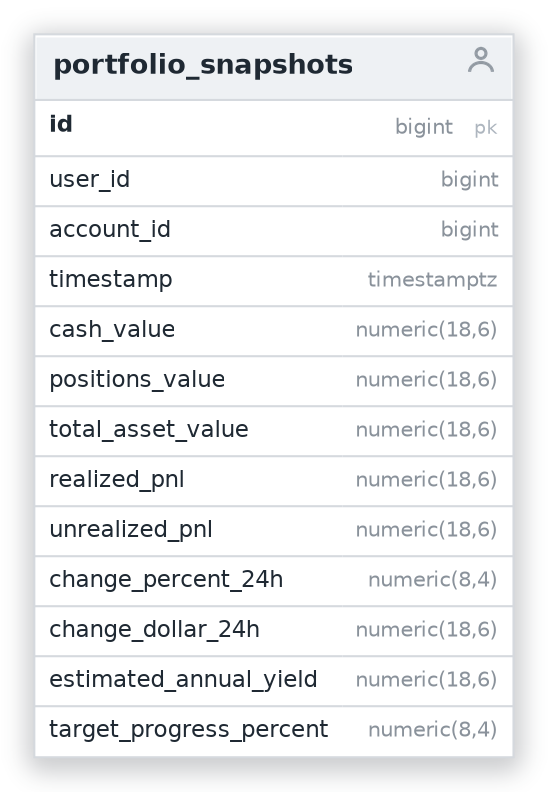 portfolio_snapshots
id bigint pk
user_id bigint
account_id bigint
timestamp timestamptz
cash_value numeric(18,6)
positions_value numeric(18,6)
total_asset_value numeric(18,6)
realized_pnl numeric(18,6)
unrealized_pnl numeric(18,6)
change_percent_24h numeric(8,4)
change_dollar_24h numeric(18,6)
estimated_annual_yield numeric(18,6)
target_progress_percent numeric(8,4)